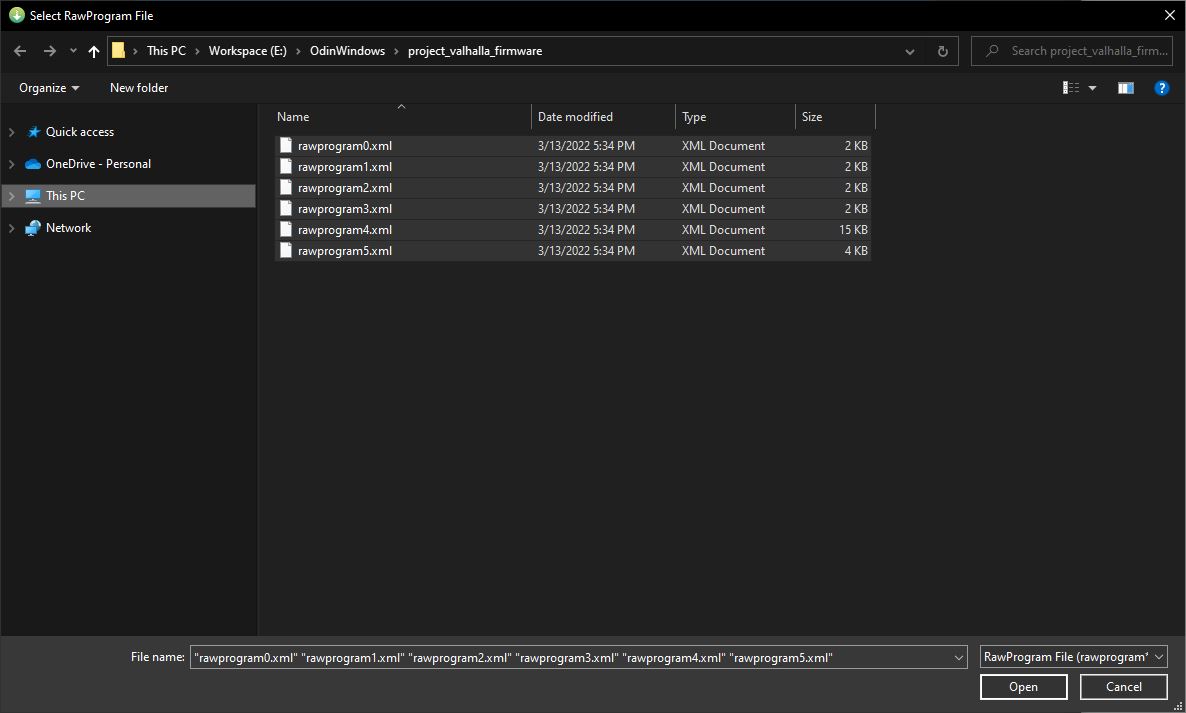 Select RawProgram File
This PC > Workspace (E:) > OdinWindows > project_valhalla_firmware
Search project_valhalla_firm...
Organize New folder
Quick access
OneDrive - Personal
This PC
Network
Name Date modified Type Size
rawprogram0.xml 3/13/2022 5:34 PM XML Document 2 KB
rawprogram1.xml 3/13/2022 5:34 PM XML Document 2 KB
rawprogram2.xml 3/13/2022 5:34 PM XML Document 2 KB
rawprogram3.xml 3/13/2022 5:34 PM XML Document 2 KB
rawprogram4.xml 3/13/2022 5:34 PM XML Document 15 KB
rawprogram5.xml 3/13/2022 5:34 PM XML Document 4 KB
File name: "rawprogram0.xml" "rawprogram1.xml" "rawprogram2.xml" "rawprogram3.xml" "rawprogram4.xml" "rawprogram5.xml"
RawProgram File (rawprogram*
Open Cancel